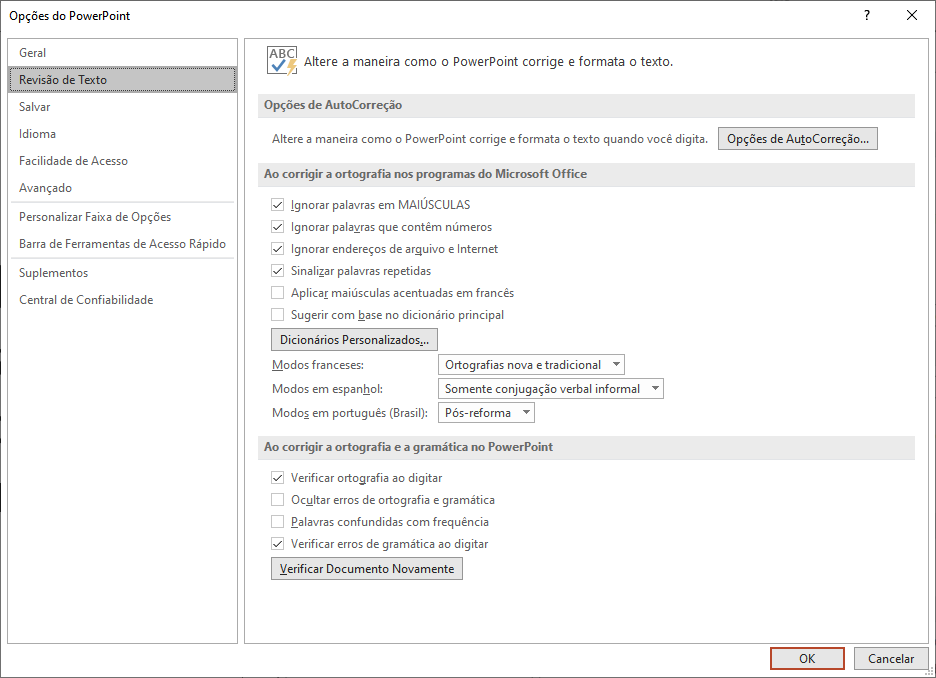 Opções do PowerPoint
?
Geral
Revisão de Texto
Salvar
Idioma
Facilidade de Acesso
Avançado
Personalizar Faixa de Opções
Barra de Ferramentas de Acesso Rápido
Suplementos
Central de Confiabilidade
ABC
Altere a maneira como o PowerPoint corrige e formata o texto.
Opções de AutoCorreção
Altere a maneira como o PowerPoint corrige e formata o texto quando você digita. Opções de AutoCorreção...
Ao corrigir a ortografia nos programas do Microsoft Office
Ignorar palavras em MAIÚSCULAS
Ignorar palavras que contêm números
Ignorar endereços de arquivo e Internet
Sinalizar palavras repetidas
Aplicar maiúsculas acentuadas em francês
Sugerir com base no dicionário principal
Dicionários Personalizados...
Modos franceses: Ortografias nova e tradicional
Modos em espanhol: Somente conjugação verbal informal
Modos em português (Brasil): Pós-reforma
Ao corrigir a ortografia e a gramática no PowerPoint
Verificar ortografia ao digitar
Ocultar erros de ortografia e gramática
Palavras confundidas com frequência
Verificar erros de gramática ao digitar
Verificar Documento Novamente
OK Cancelar